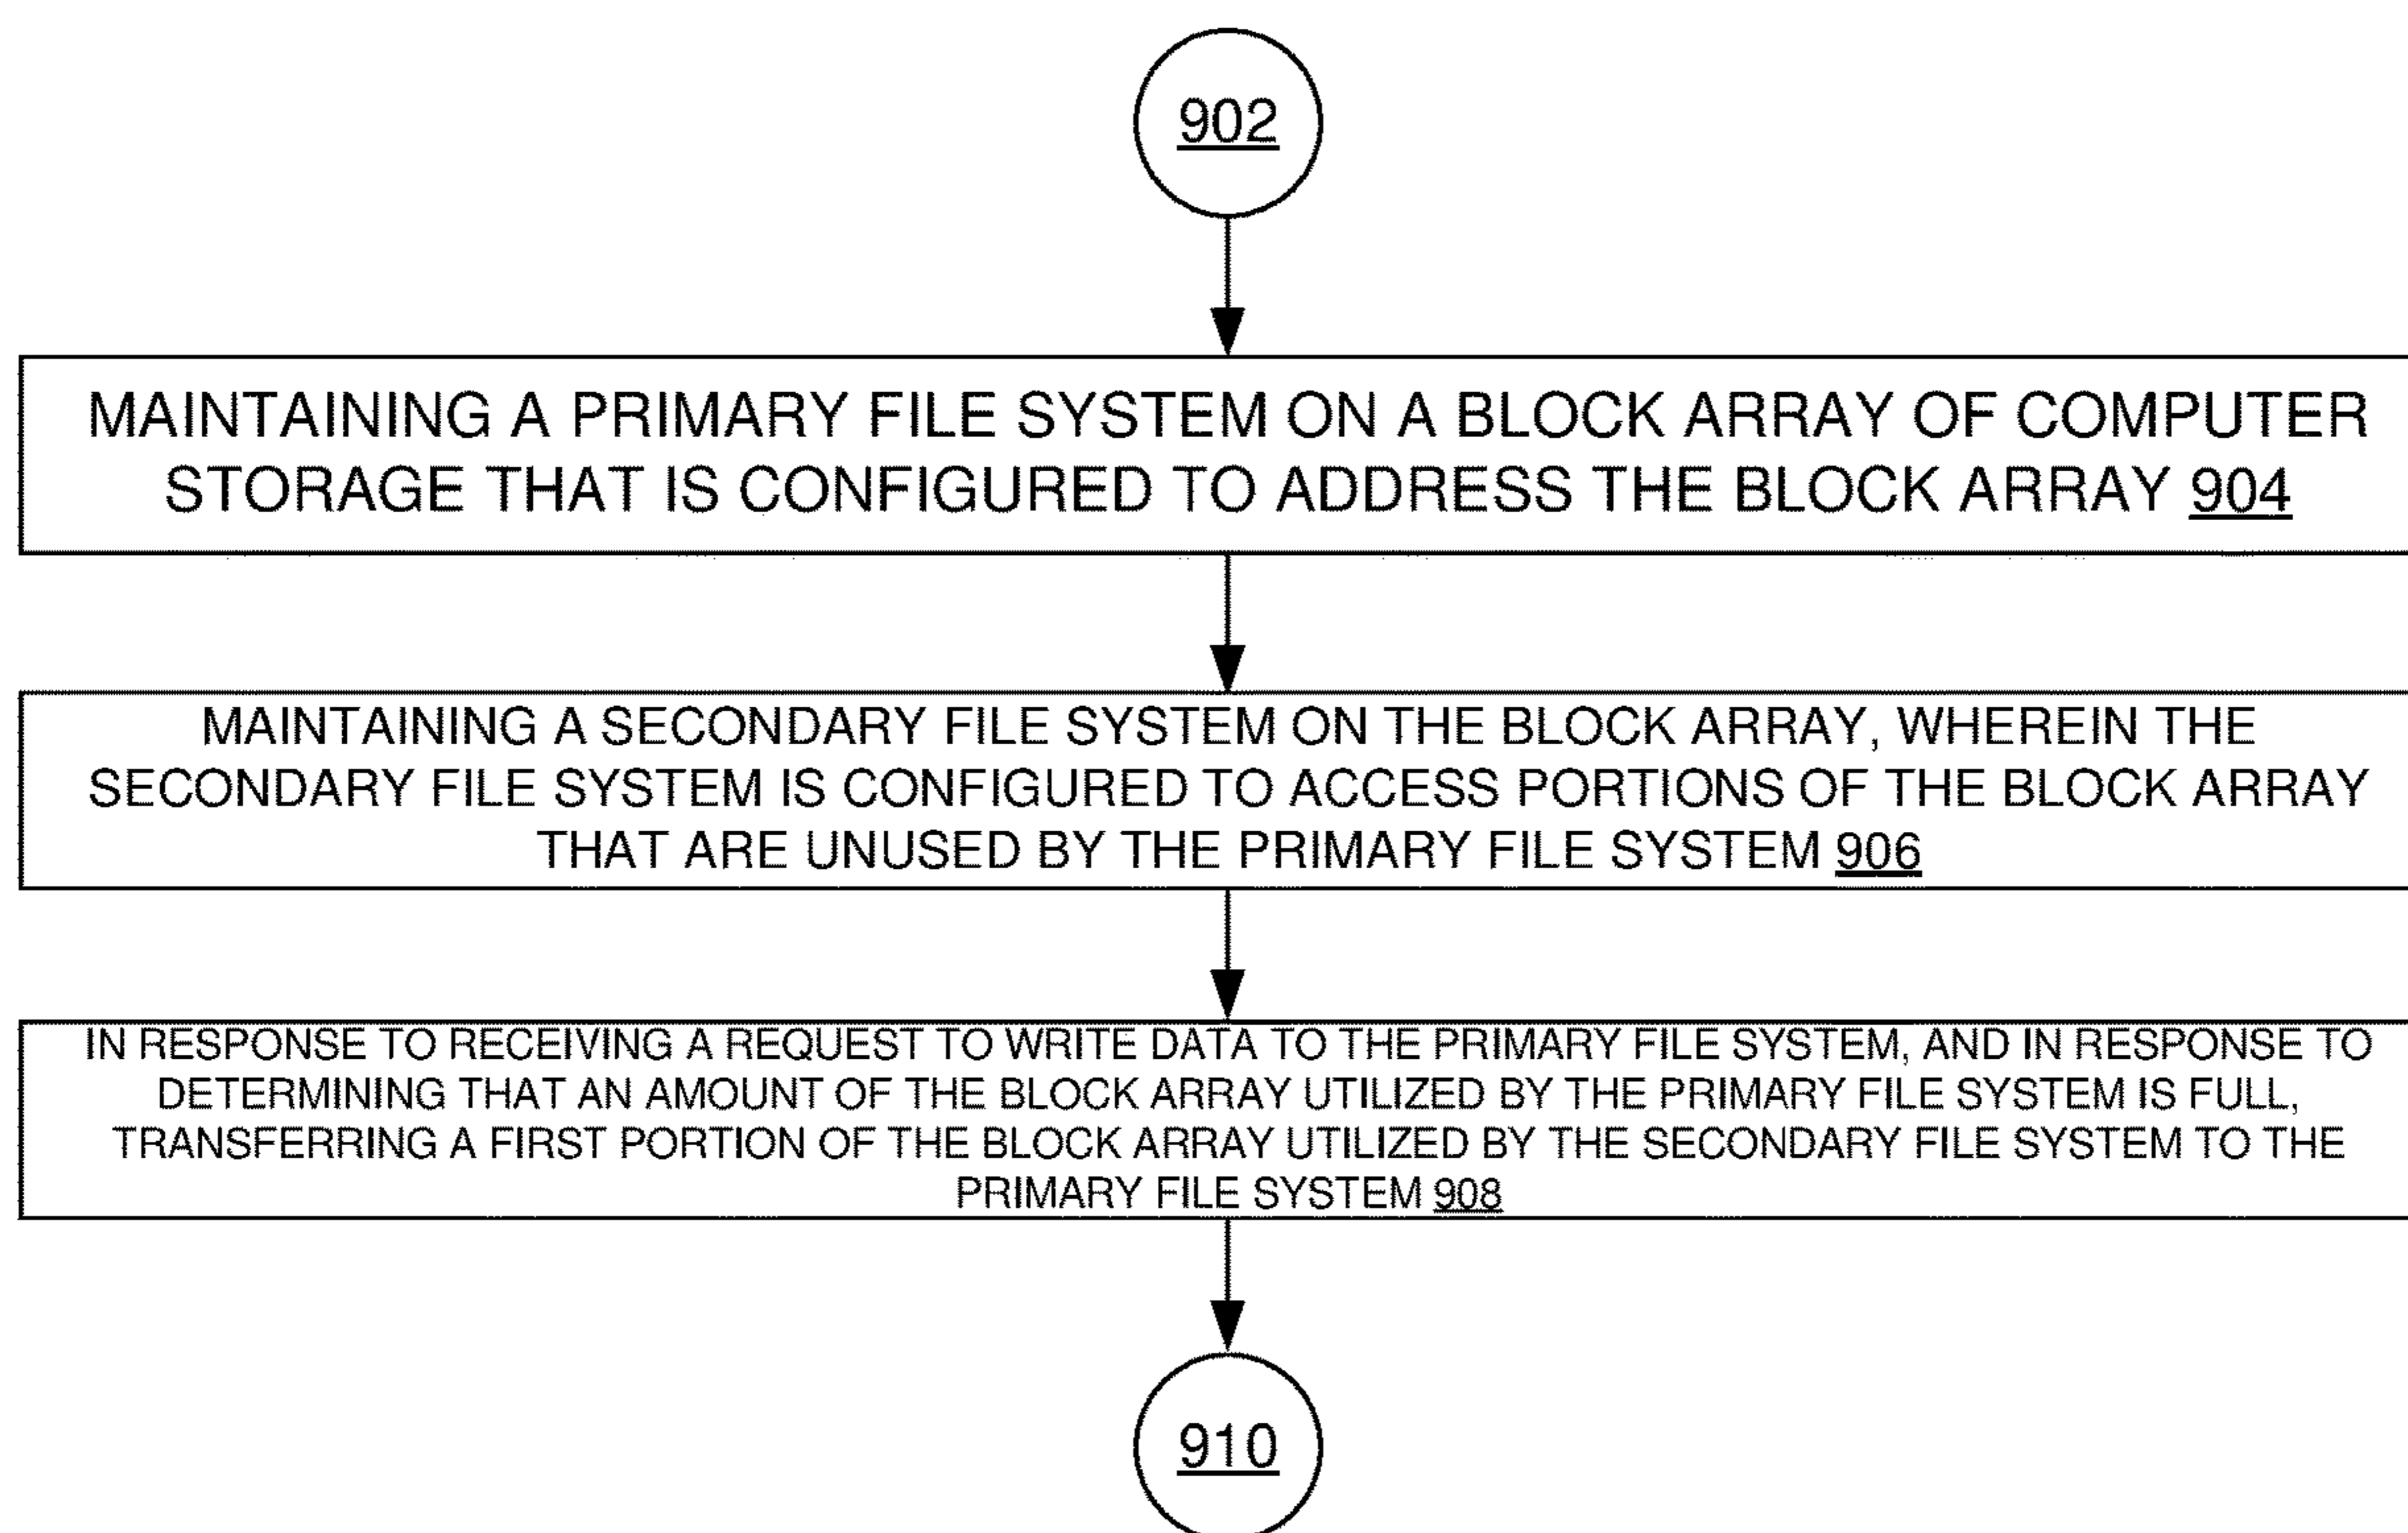 902
MAINTAINING A PRIMARY FILE SYSTEM ON A BLOCK ARRAY OF COMPUTER
STORAGE THAT IS CONFIGURED TO ADDRESS THE BLOCK ARRAY 904
MAINTAINING A SECONDARY FILE SYSTEM ON THE BLOCK ARRAY, WHEREIN THE
SECONDARY FILE SYSTEM IS CONFIGURED TO ACCESS PORTIONS OF THE BLOCK ARRAY
THAT ARE UNUSED BY THE PRIMARY FILE SYSTEM 906
IN RESPONSE TO RECEIVING A REQUEST TO WRITE DATA TO THE PRIMARY FILE SYSTEM, AND IN RESPONSE TO
DETERMINING THAT AN AMOUNT OF THE BLOCK ARRAY UTILIZED BY THE PRIMARY FILE SYSTEM IS FULL,
TRANSFERRING A FIRST PORTION OF THE BLOCK ARRAY UTILIZED BY THE SECONDARY FILE SYSTEM TO THE
PRIMARY FILE SYSTEM 908
910